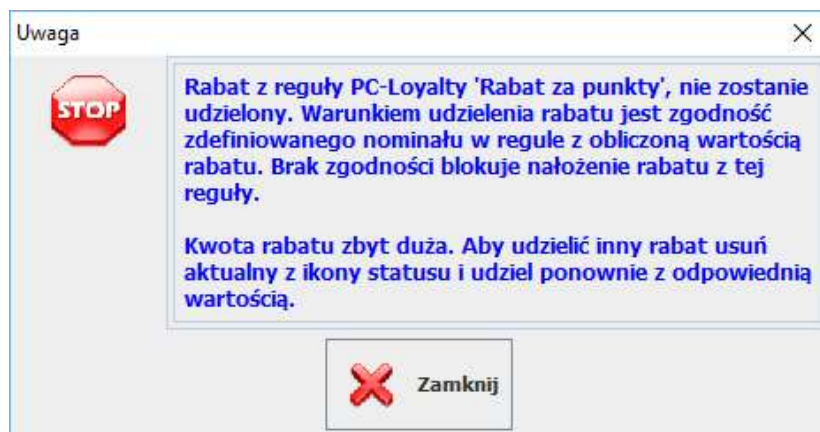 Uwaga
STOP
Rabat z reguły PC-Loyalty 'Rabat za punkty', nie zostanie
udzielony. Warunkiem udzielenia rabatu jest zgodność
zdefiniowanego nominału w regule z obliczoną wartością
rabatu. Brak zgodności blokuje nałożenie rabatu z tej
reguły.
Kwota rabatu zbyt duża. Aby udzielić inny rabat usuń
aktualny z ikony statusu i udziel ponownie z odpowiednią
wartością.
Zamknij